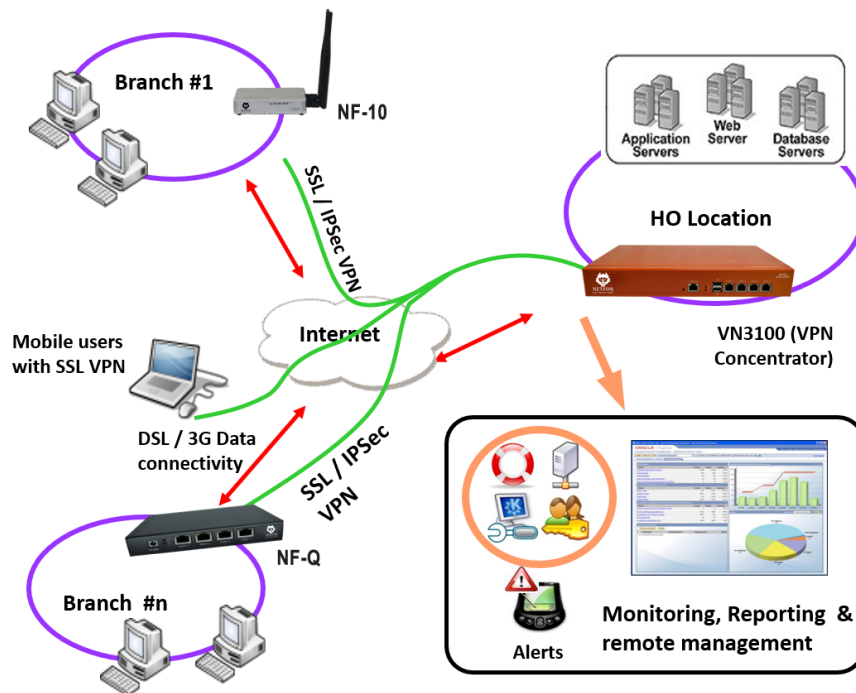 Branch #1
NF-10
SSL / IPSec VPN
Application
Servers
Web
Server
Database
Servers
HO Location
NETFOX
VN3100 (VPN
Concentrator)
Internet
Mobile users
with SSL VPN
DSL / 3G Data
connectivity
SSL / IPSec
VPN
NF-Q
Branch #n
ORACLE
Alerts
Monitoring, Reporting &
remote management